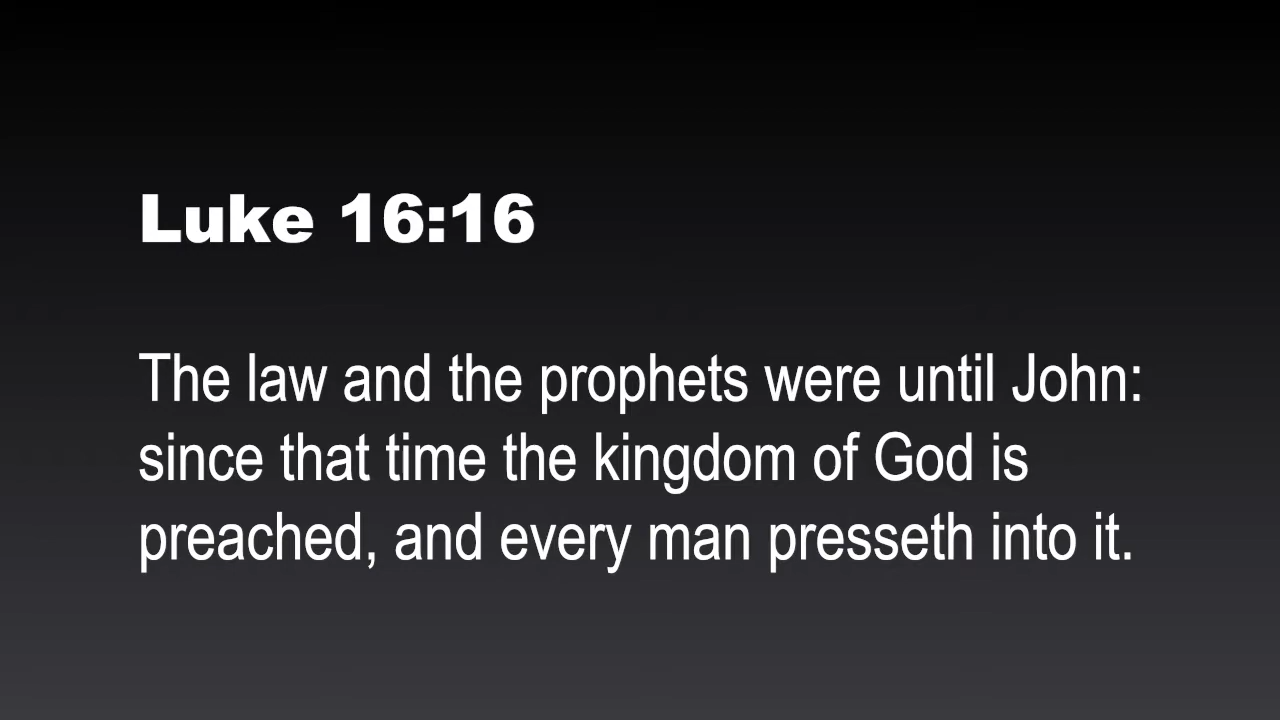 Luke 16:16
The law and the prophets were until John:
since that time the kingdom of God is
preached, and every man presseth into it.